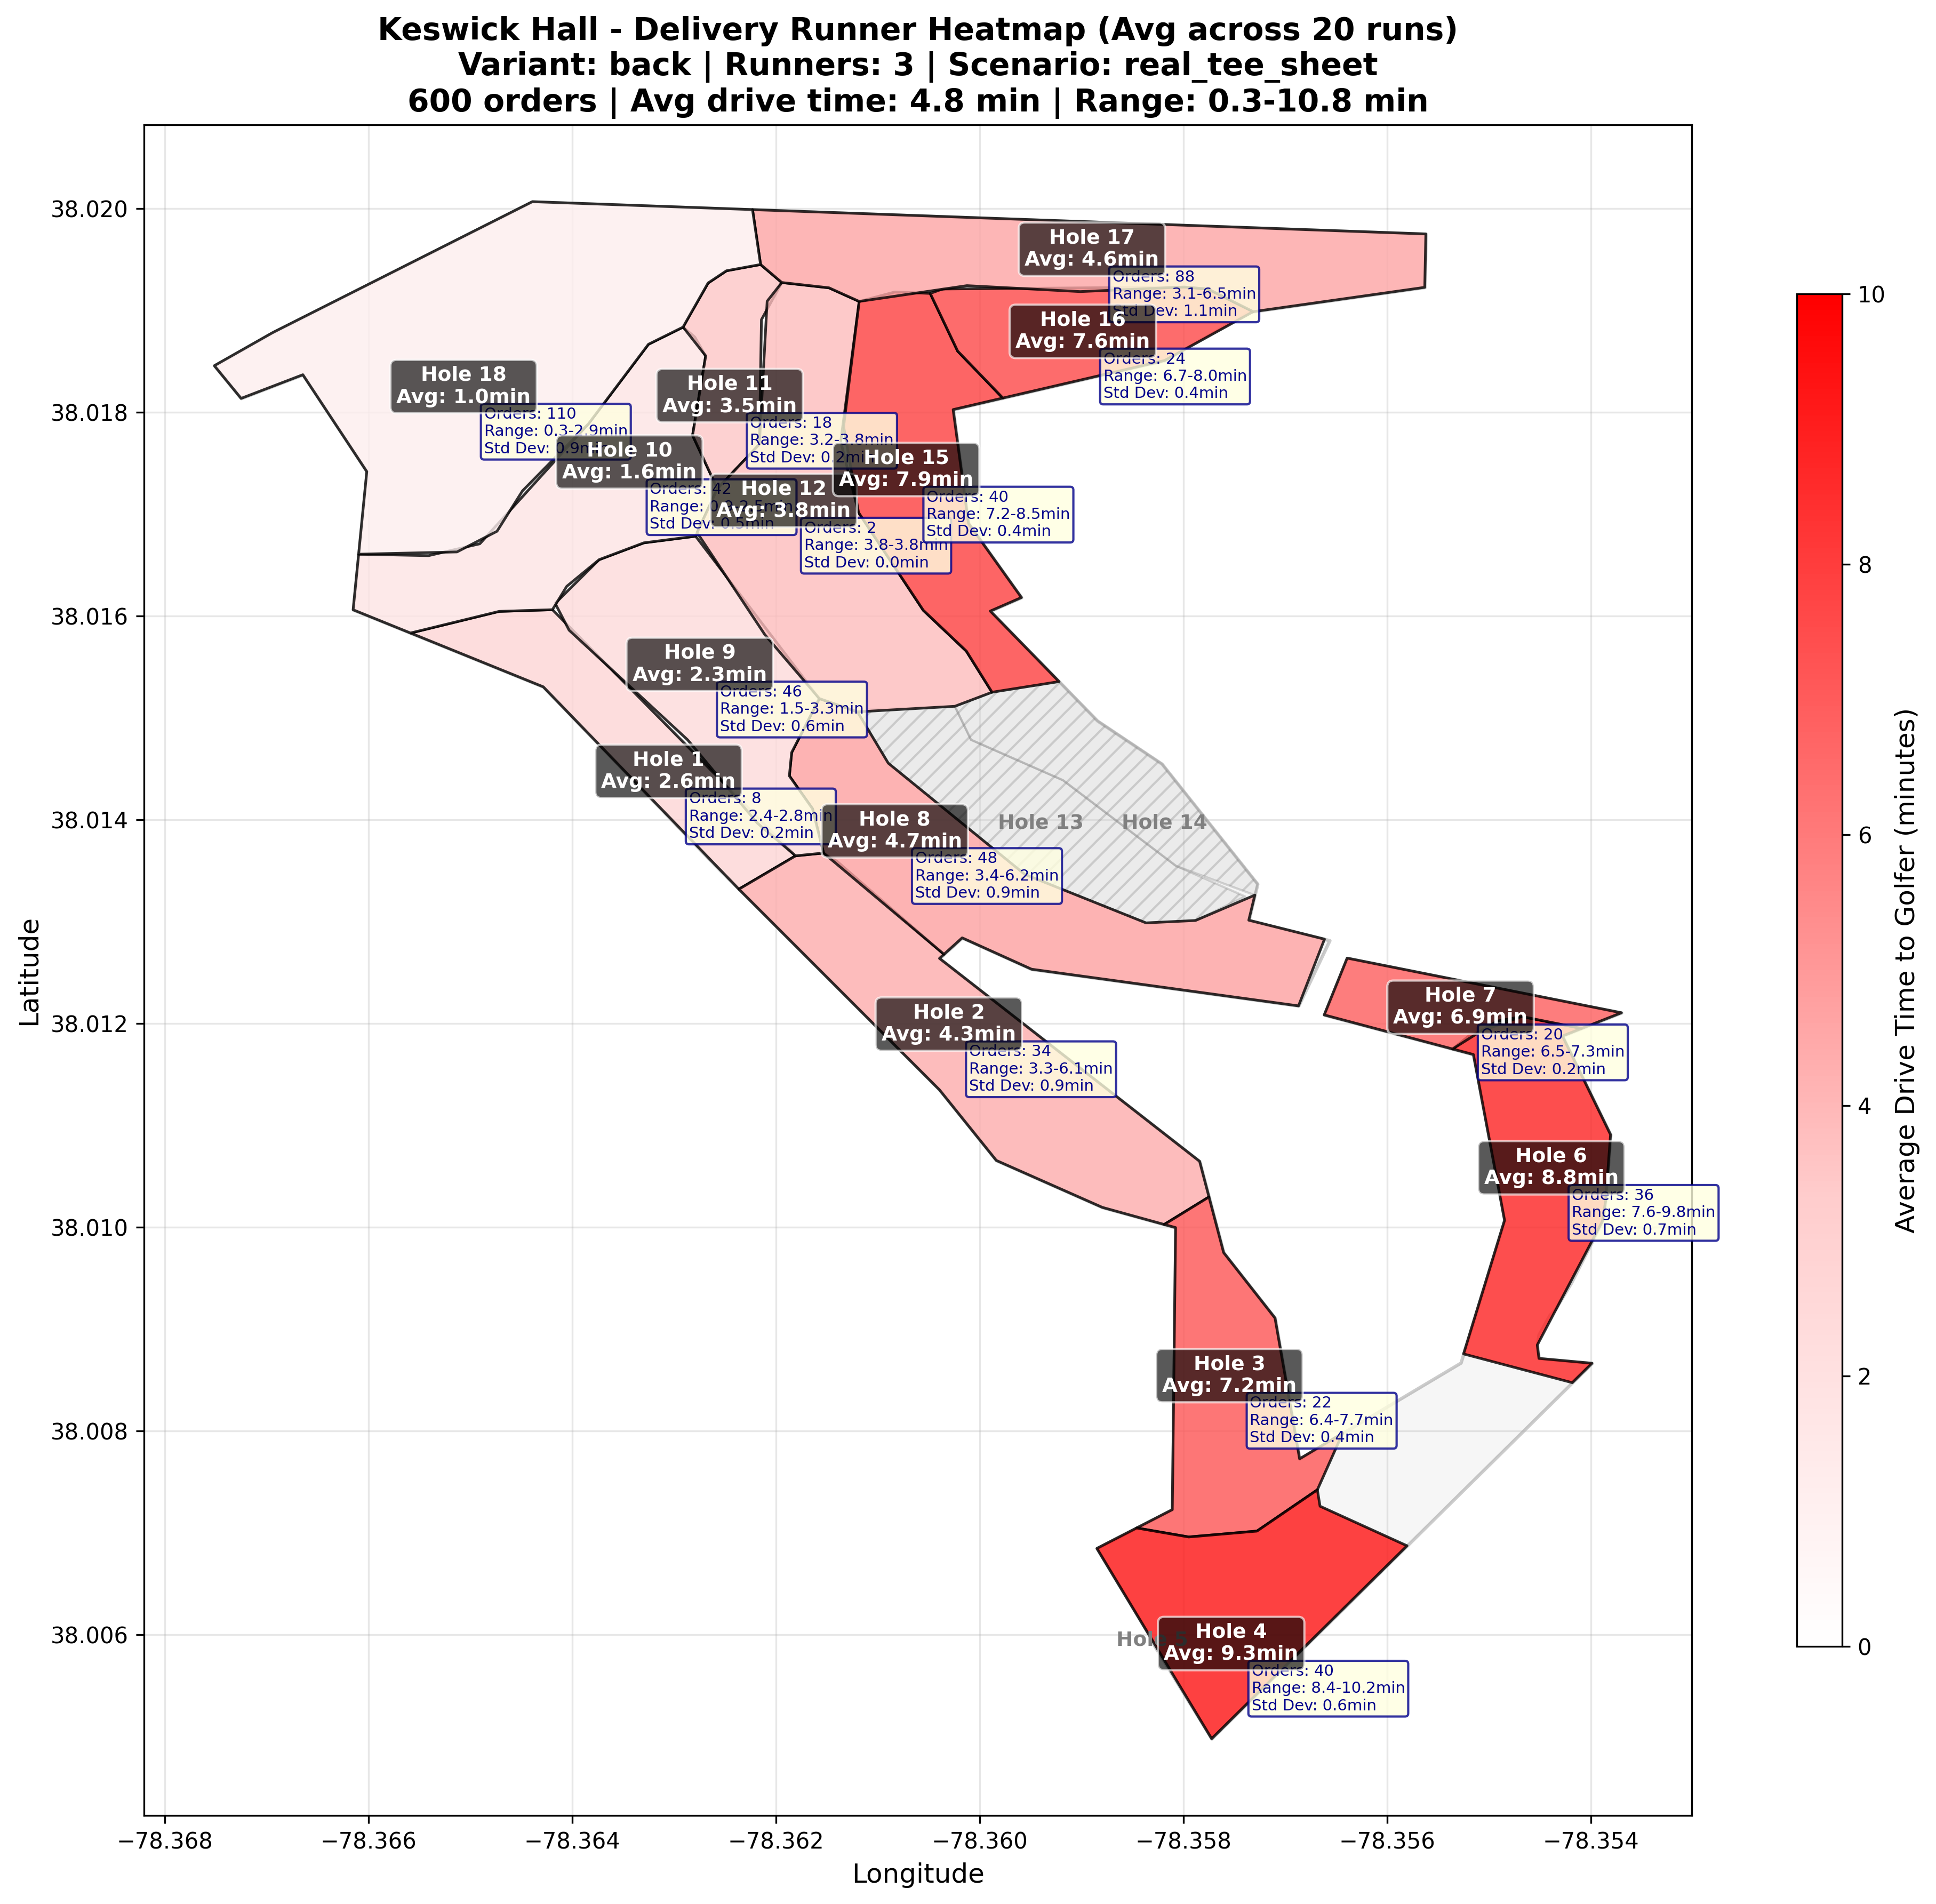 Keswick Hall - Delivery Runner Heatmap (Avg across 20 runs)
Variant: back | Runners: 3 | Scenario: real_tee_sheet
600 orders | Avg drive time: 4.8 min | Range: 0.3-10.8 min
Latitude
38.020
38.018
38.016
38.014
38.012
38.010
38.008
38.006
Hole 17
Avg: 4.6min
Orders: 88
Range: 3.1-6.5min
Std Dev: 1.1min
Hole 16
Avg: 7.6min
Orders: 24
Range: 6.7-8.0min
Std Dev: 0.4min
Hole 18
Avg: 1.0min
Orders: 110
Range: 0.3-2.9min
Std Dev: 0.9min
Hole 11
Avg: 3.5min
Orders: 18
Range: 3.2-3.8min
Std Dev: 0.2min
Hole 10
Avg: 1.6min
Orders: 42
Range:
Std Dev: 0.5min
Hole 15
Avg: 7.9min
Orders: 40
Range: 7.2-8.5min
Std Dev: 0.4min
Hole 12
Avg: 3.8min
Orders: 2
Range: 3.8-3.8min
Std Dev: 0.0min
Hole 9
Avg: 2.3min
Orders: 46
Range: 1.5-3.3min
Std Dev: 0.6min
Hole 1
Avg: 2.6min
Orders: 8
Range: 2.4-2.8min
Std Dev: 0.2min
Hole 8
Avg: 4.7min
Orders: 48
Range: 3.4-6.2min
Std Dev: 0.9min
Hole 13
Hole 14
Hole 2
Avg: 4.3min
Orders: 34
Range: 3.3-6.1min
Std Dev: 0.9min
Hole 7
Avg: 6.9min
Orders: 20
Range: 6.5-7.3min
Std Dev: 0.2min
Hole 6
Avg: 8.8min
Orders: 36
Range: 7.6-9.8min
Std Dev: 0.7min
Hole 3
Avg: 7.2min
Orders: 22
Range: 6.4-7.7min
Std Dev: 0.4min
Hole 5
Hole 4
Avg: 9.3min
Orders: 40
Range: 8.4-10.2min
Std Dev: 0.6min
−78.368
−78.366
−78.364
−78.362
−78.360
−78.358
−78.356
−78.354
Longitude
10
8
6
4
2
0
Average Drive Time to Golfer (minutes)